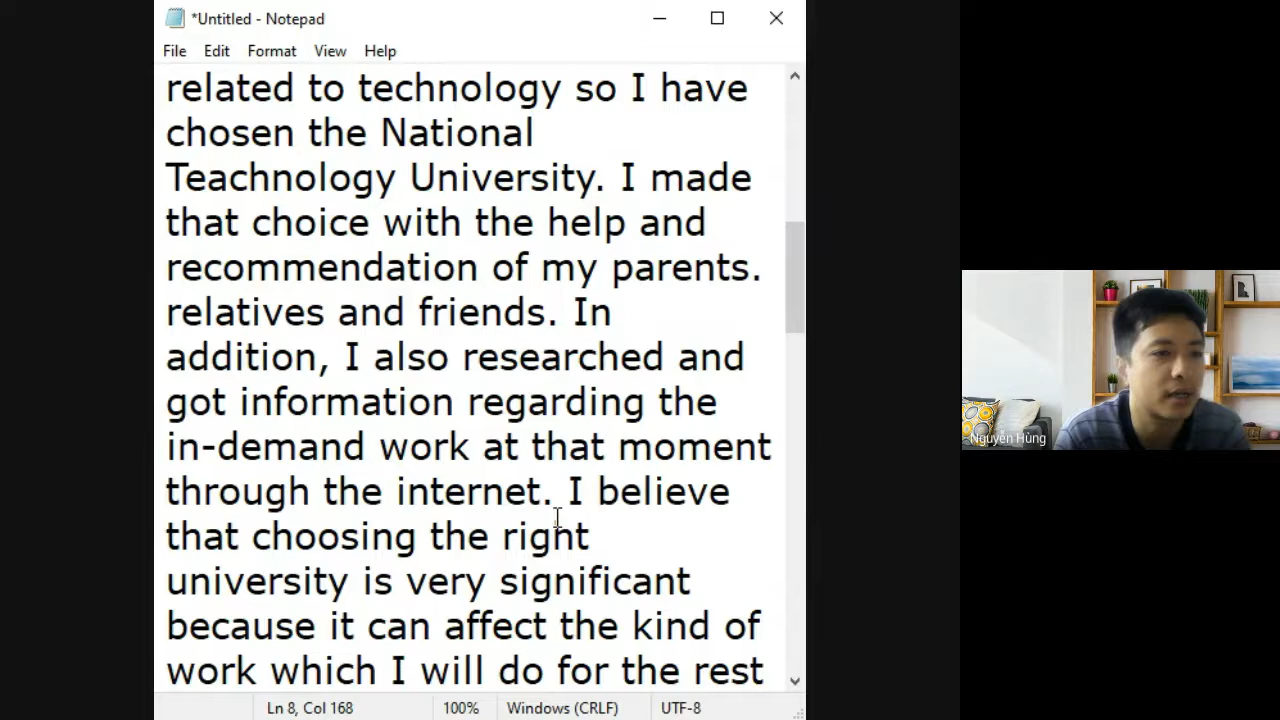 *Untitled - Notepad
File Edit Format View Help
related to technology so I have
chosen the National
Teachnology University. I made
that choice with the help and
recommendation of my parents.
relatives and friends. In
addition, I also researched and
got information regarding the
in-demand work at that moment
through the internet. I believe
that choosing the right
university is very significant
because it can affect the kind of
work which I will do for the rest
Ln 8, Col 168 100% Windows (CRLF) UTF-8
Nguyễn Hùng